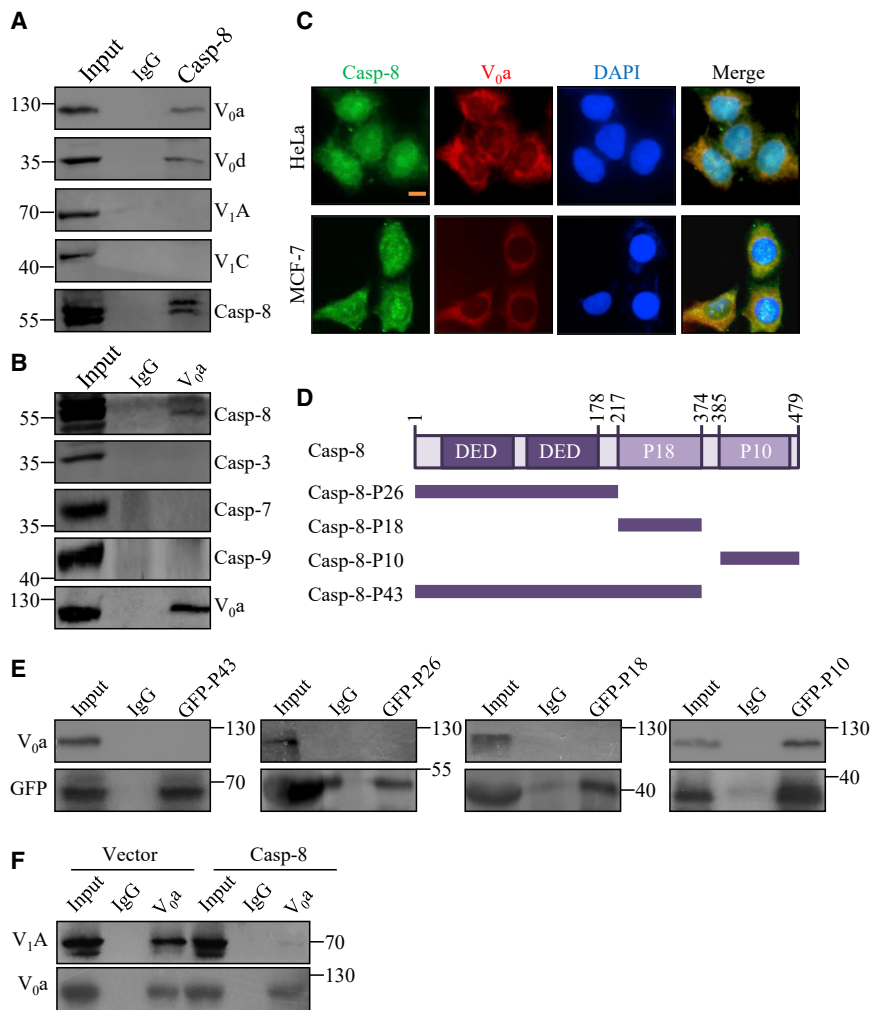 A
Input IgG Casp-8
130 V₀a
35 V₀d
70 V₁A
40 V₁C
55 Casp-8
B
Input IgG V₀a
55 Casp-8
35 Casp-3
35 Casp-7
40 Casp-9
130 V₀a
C
Casp-8 V₀a DAPI Merge
HeLa
MCF-7
D
1 178 217 374 385 479
Casp-8 DED DED P18 P10
Casp-8-P26
Casp-8-P18
Casp-8-P10
Casp-8-P43
E
Input IgG GFP-P43 Input IgG GFP-P26 Input IgG GFP-P18 Input IgG GFP-P10
V₀a 130 130 130 130
GFP 70 55 40 40
F
Vector Casp-8
Input IgG V₀a Input IgG V₀a
V₁A 70
V₀a 130